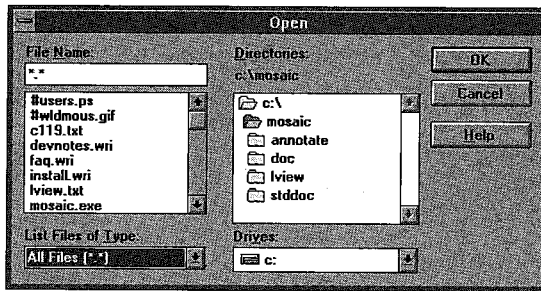 Open
File Name:
*.*
#users.ps
#wldmous.gif
c119.txt
devnotes.wri
faq.wri
install.wri
lview.txt
mosaic.exe
List Files of Type:
All Files (*.*)
Directories:
c:\mosaic
c:\
mosaic
annotate
doc
lview
stddoc
Drives:
c:
OK
Cancel
Help